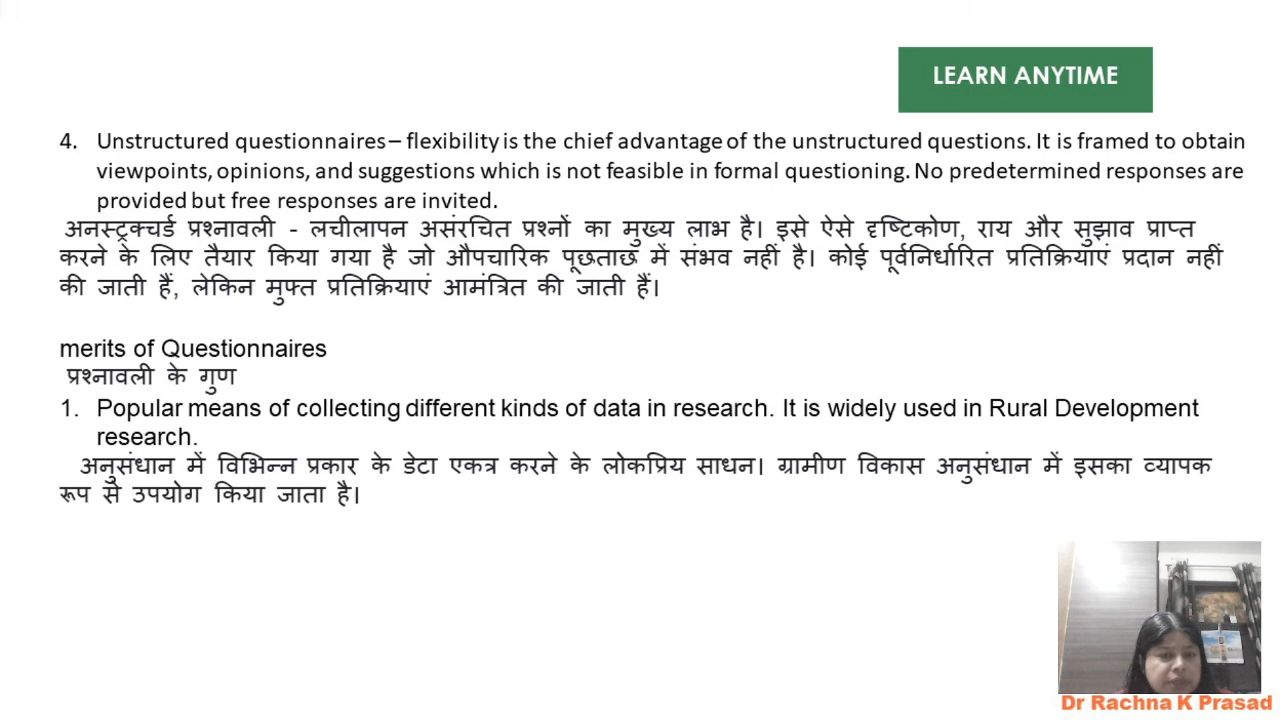 LEARN ANYTIME
4. Unstructured questionnaires – flexibility is the chief advantage of the unstructured questions. It is framed to obtain
viewpoints, opinions, and suggestions which is not feasible in formal questioning. No predetermined responses are
provided but free responses are invited.
अनस्ट्रक्चर्ड प्रश्नावली - लचीलापन असंरचित प्रश्नों का मुख्य लाभ है। इसे ऐसे दृष्टिकोण, राय और सुझाव प्राप्त
करने के लिए तैयार किया गया है जो औपचारिक पूछताछ में संभव नहीं है। कोई पूर्वनिर्धारित प्रतिक्रियाएं प्रदान नहीं
की जाती हैं, लेकिन मुफ्त प्रतिक्रियाएं आमंत्रित की जाती हैं।
merits of Questionnaires
प्रश्नावली के गुण
1. Popular means of collecting different kinds of data in research. It is widely used in Rural Development
research.
अनुसंधान में विभिन्न प्रकार के डेटा एकत्र करने के लोकप्रिय साधन। ग्रामीण विकास अनुसंधान में इसका व्यापक
रूप से उपयोग किया जाता है।
Dr Rachna K Prasad